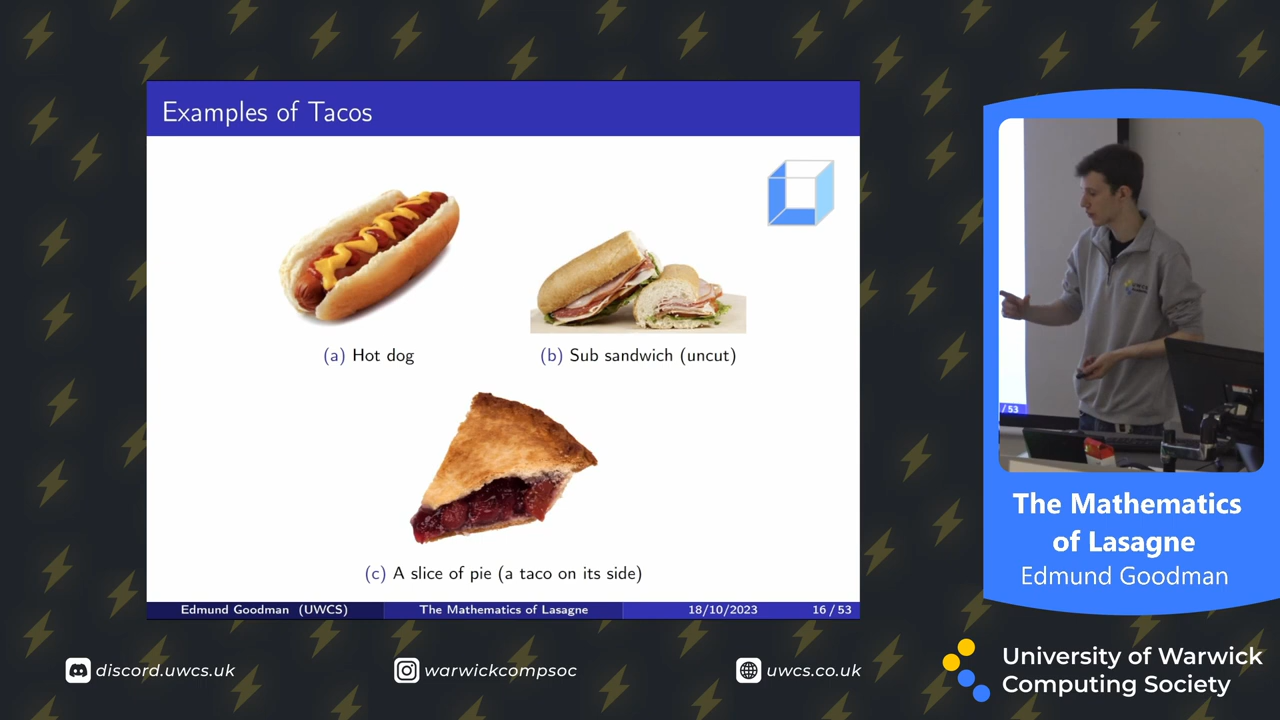 Examples of Tacos
(a) Hot dog
(b) Sub sandwich (uncut)
(c) A slice of pie (a taco on its side)
Edmund Goodman (UWCS)
The Mathematics of Lasagne
18/10/2023
16 / 53
/ 53
The Mathematics
of Lasagne
Edmund Goodman
discord.uwcs.uk
warwickcompsoc
uwcs.co.uk
University of Warwick
Computing Society